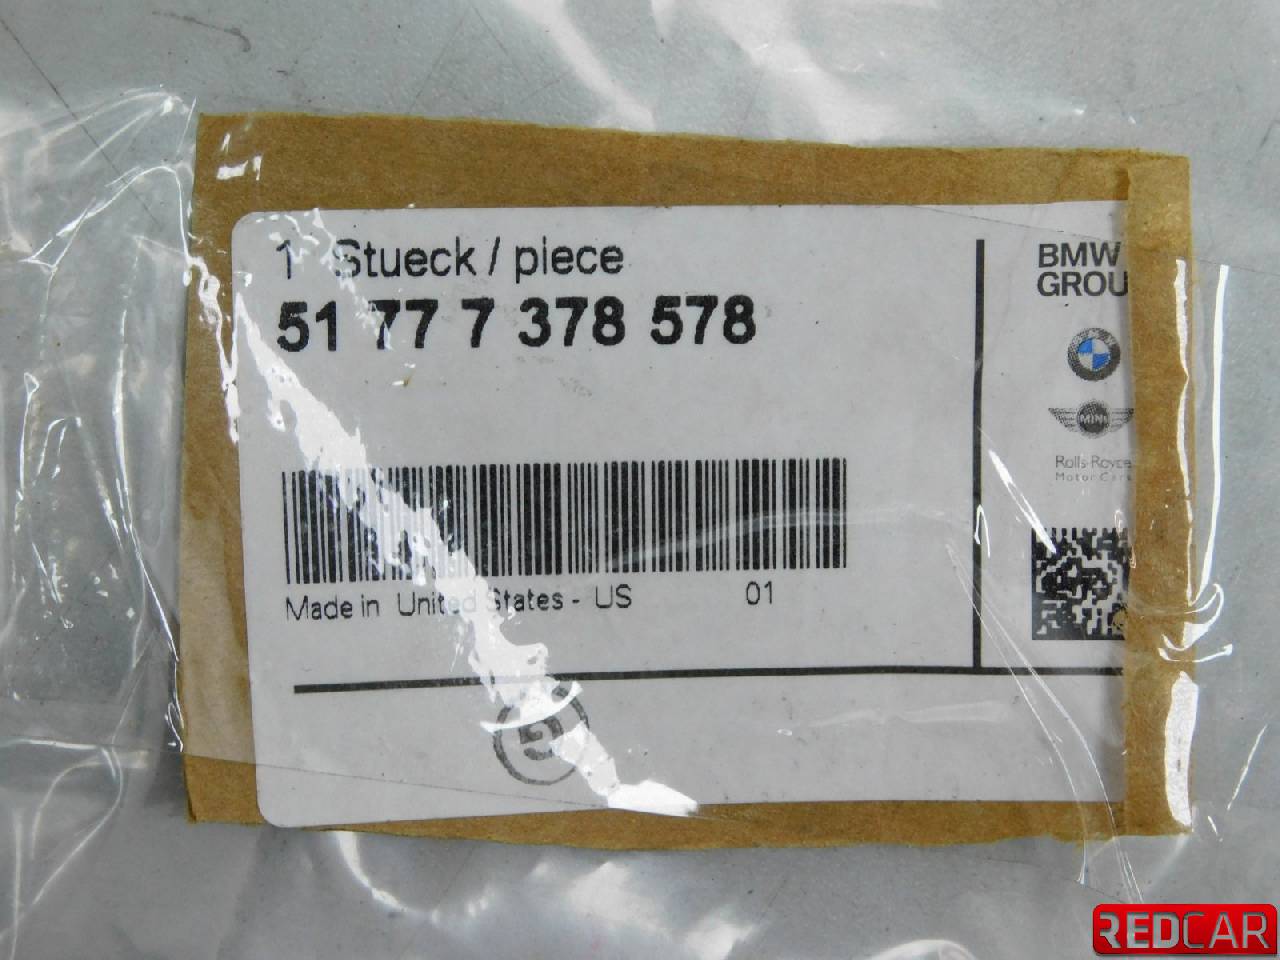 1 Stueck / piece
51 77 7 378 578
Made in United States - US 01
BMW
GROU
MINI
Rolls-Royce
Motor Cars
REDCAR